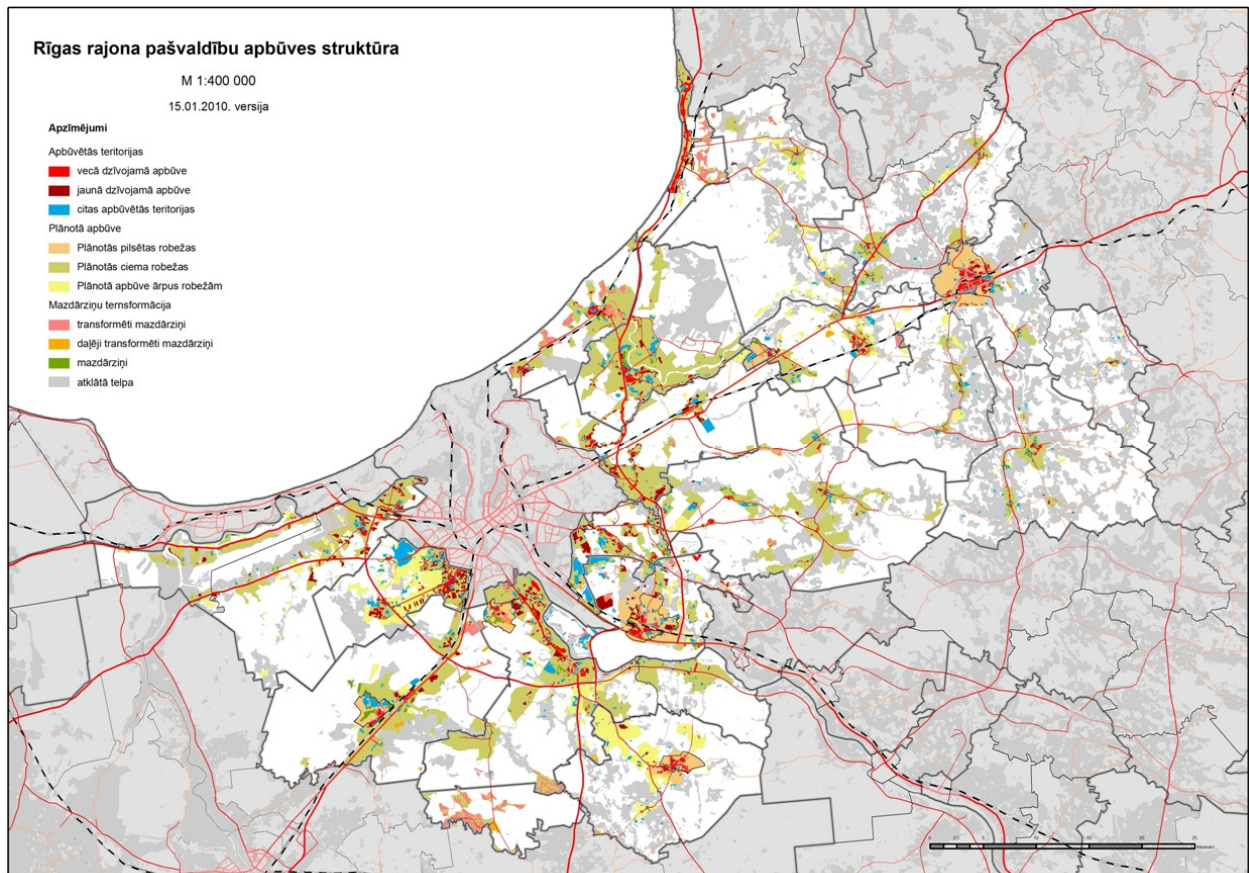 Rīgas rajona pašvaldību apbūves struktūra
M 1:400 000
15.01.2010. versija
Apzīmējumi
Apbūvētās teritorijas
vecā dzīvojamā apbūve
jaunā dzīvojamā apbūve
citas apbūvētās teritorijas
Plānotā apbūve
Plānotās pilsētas robežas
Plānotās ciema robežas
Plānotā apbūve ārpus robežām
Mazdārziņu ternsformācija
transformēti mazdārziņi
daļēji transformēti mazdārziņi
mazdārziņi
atklātā telpa